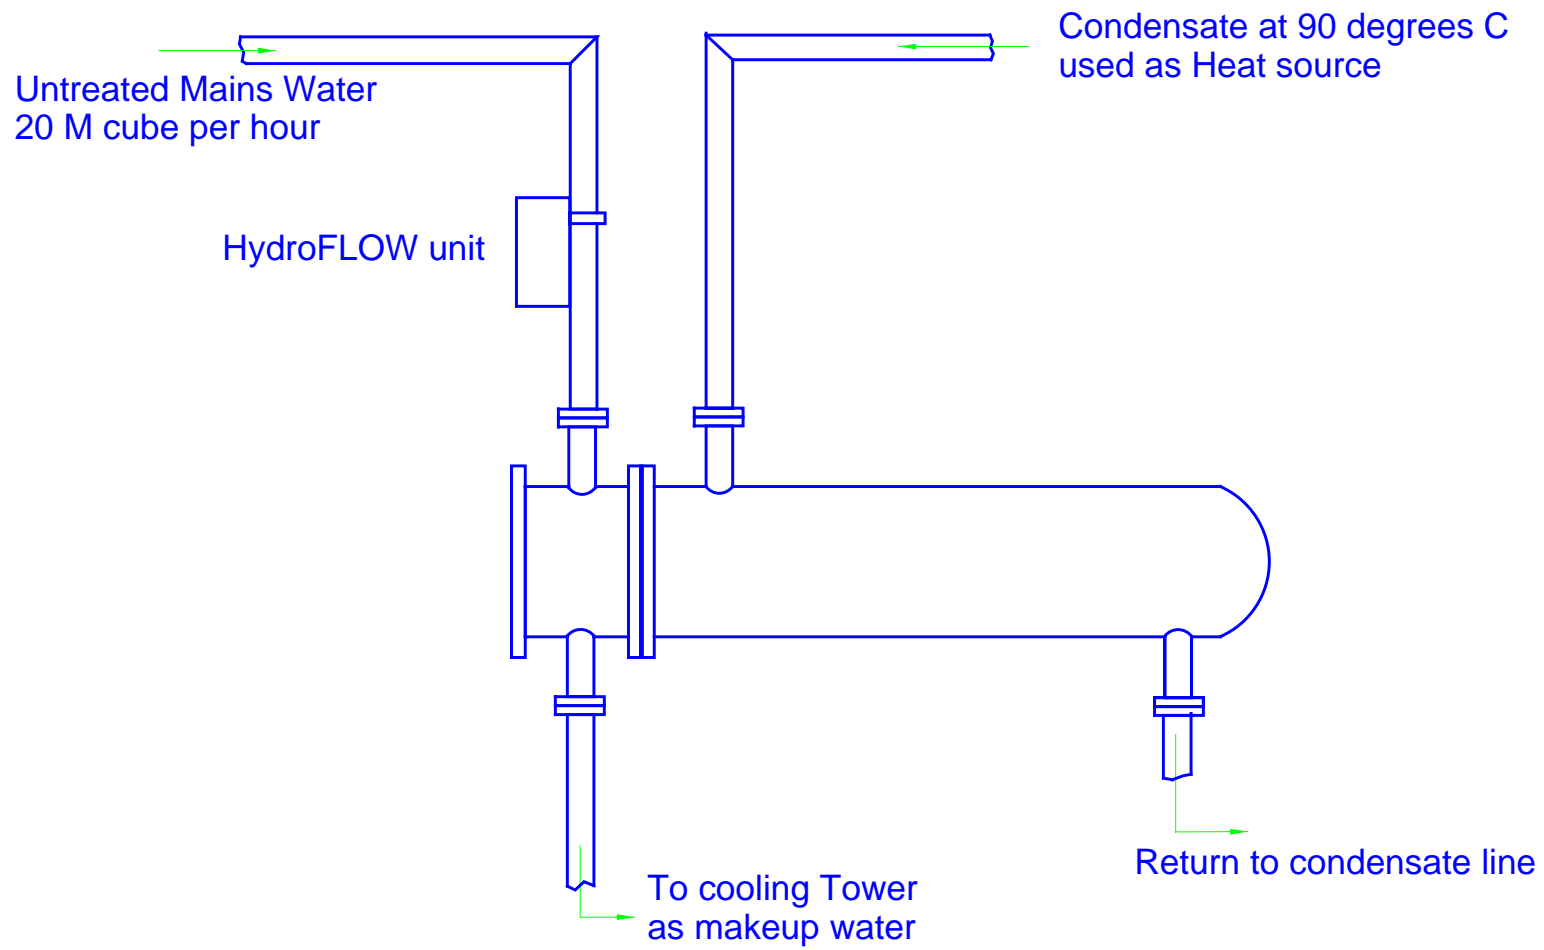 Condensate at 90 degrees C
used as Heat source
Untreated Mains Water
20 M cube per hour
HydroFLOW unit
Return to condensate line
To cooling Tower
as makeup water